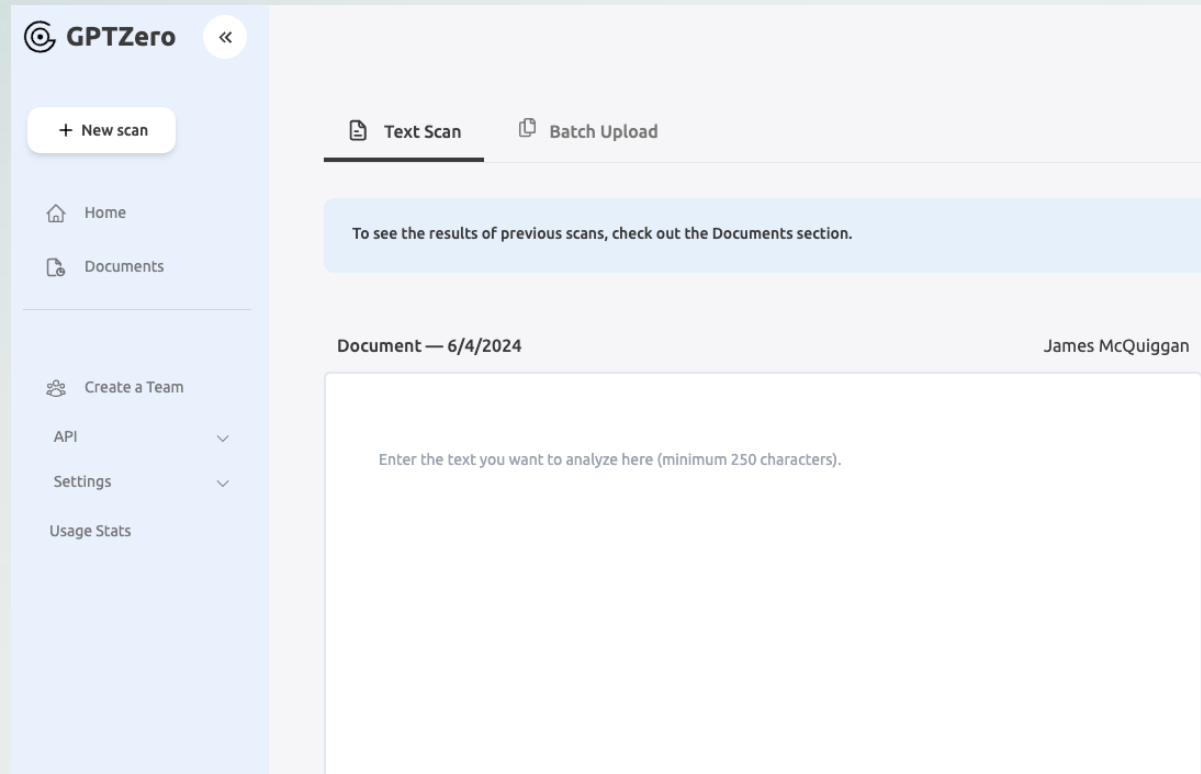 GPTZero
+ New scan
Home
Documents
Create a Team
API
Settings
Usage Stats
Text Scan
Batch Upload
To see the results of previous scans, check out the Documents section.
Document — 6/4/2024
James McQuiggan
Enter the text you want to analyze here (minimum 250 characters).